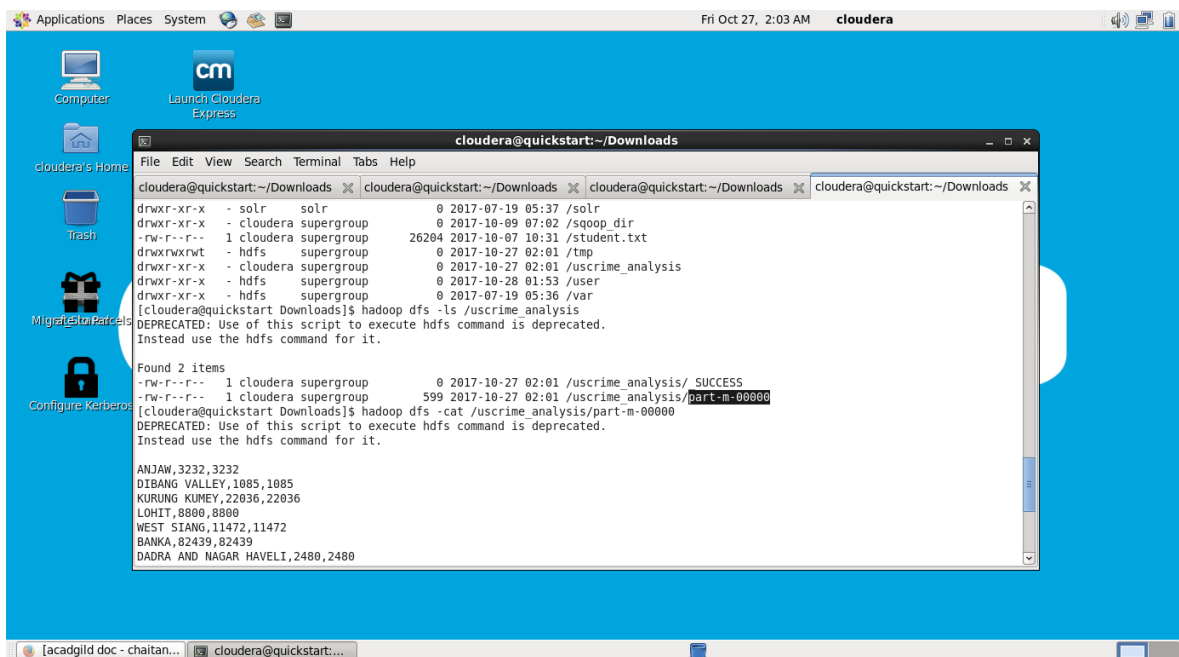 Applications Places System Fri Oct 27, 2:03 AM cloudera
Computer
cm
Launch Cloudera
Express
cloudera's Home
Trash
Configure Kerberos
cloudera@quickstart:~/Downloads
File Edit View Search Terminal Tabs Help
cloudera@quickstart:~/Downloads cloudera@quickstart:~/Downloads cloudera@quickstart:~/Downloads cloudera@quickstart:~/Downloads
drwxr-xr-x - solr solr 0 2017-07-19 05:37 /solr
drwxr-xr-x - cloudera supergroup 0 2017-10-09 07:02 /sqoop_dir
-rw-r--r-- 1 cloudera supergroup 26204 2017-10-07 10:31 /student.txt
drwxrwxrwt - hdfs supergroup 0 2017-10-27 02:01 /tmp
drwxr-xr-x - cloudera supergroup 0 2017-10-27 02:01 /uscrime_analysis
drwxr-xr-x - hdfs supergroup 0 2017-10-28 01:53 /user
drwxr-xr-x - hdfs supergroup 0 2017-07-19 05:36 /var
[cloudera@quickstart Downloads]$ hadoop dfs -ls /uscrime_analysis
DEPRECATED: Use of this script to execute hdfs command is deprecated.
Instead use the hdfs command for it.
Found 2 items
-rw-r--r-- 1 cloudera supergroup 0 2017-10-27 02:01 /uscrime_analysis/_SUCCESS
-rw-r--r-- 1 cloudera supergroup 599 2017-10-27 02:01 /uscrime_analysis/part-m-00000
[cloudera@quickstart Downloads]$ hadoop dfs -cat /uscrime_analysis/part-m-00000
DEPRECATED: Use of this script to execute hdfs command is deprecated.
Instead use the hdfs command for it.
ANJAW,3232,3232
DIBANG VALLEY,1085,1085
KURUNG KUMEY,22036,22036
LOHIT,8800,8800
WEST SIANG,11472,11472
BANKA,82439,82439
DADRA AND NAGAR HAVELI,2480,2480
[acadgild doc - chaitan... cloudera@quickstart:...